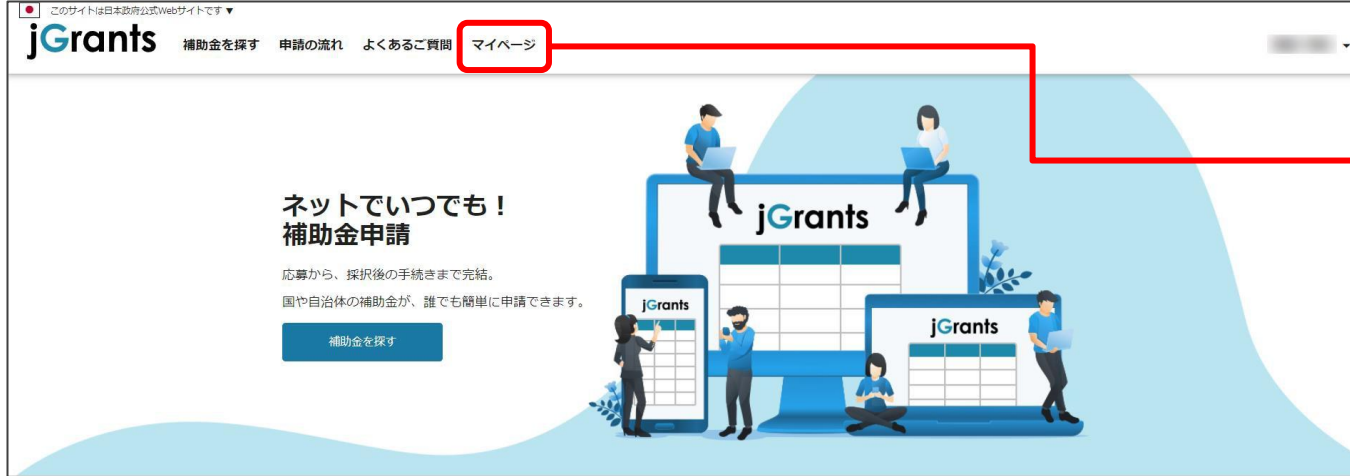 このサイトは日本政府公式Webサイトです ▼
jGrants 補助金を探す 申請の流れ よくあるご質問 マイページ
ネットでいつでも！
補助金申請
応募から、採択後の手続きまで完結。
国や自治体の補助金が、誰でも簡単に申請できます。
補助金を探す
jGrants
jGrants
jGrants